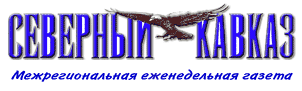 СЕВЕРНЫЙ КАВКАЗ
Межрегиональная еженедельная газета